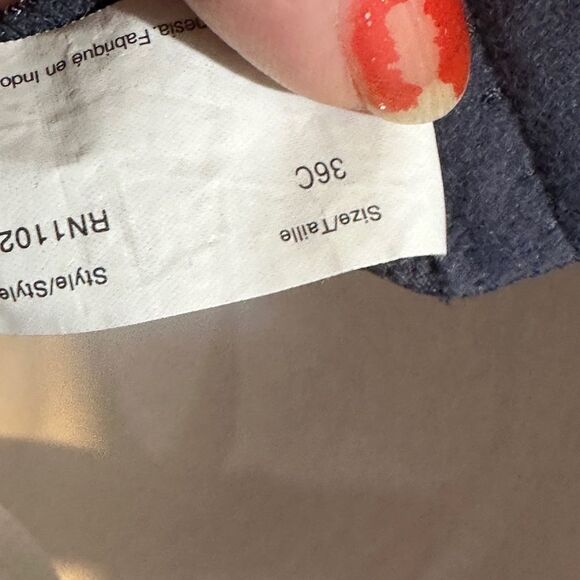 Size/Taille Style/Style
36C RN1102
nesia. Fabriqué en Indo